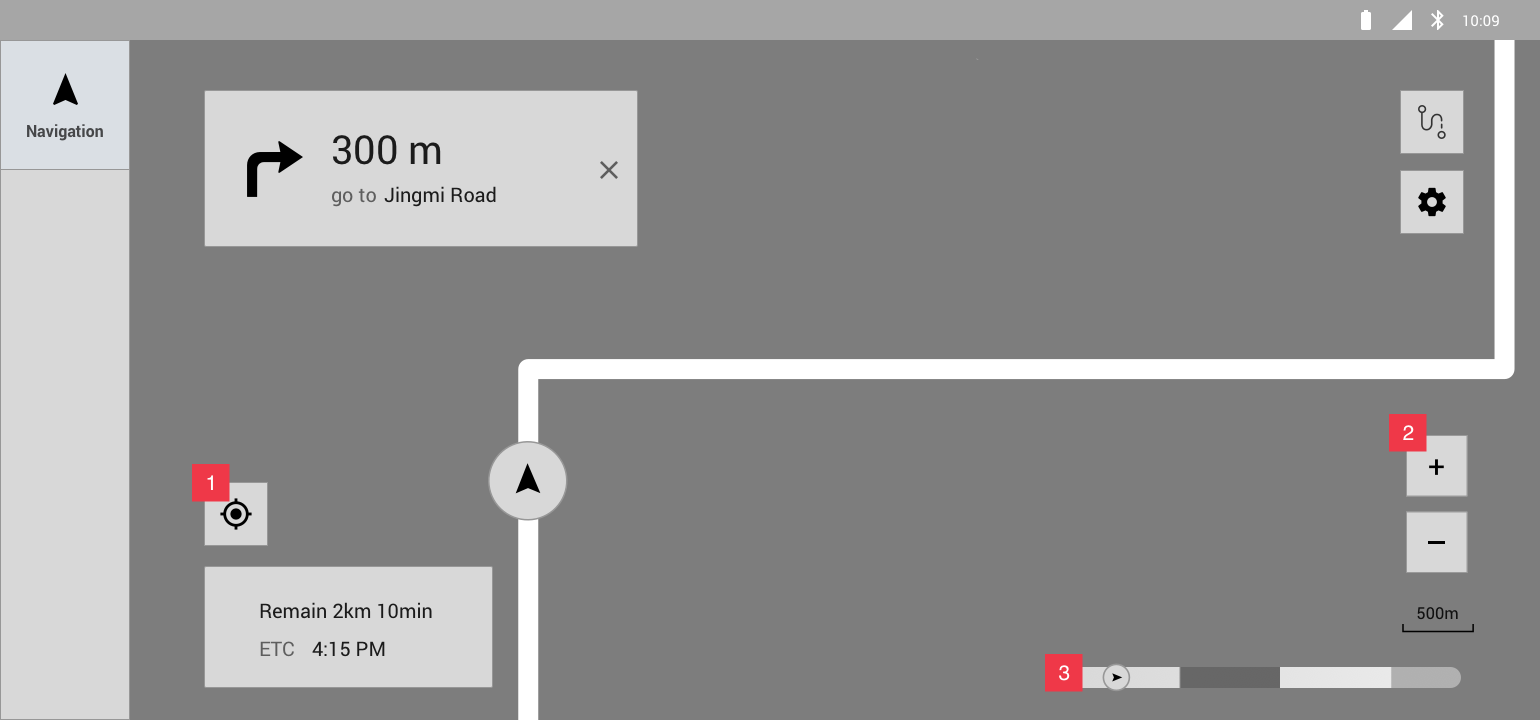 10:09
Navigation
300 m
go to Jingmi Road
1
2
+
−
Remain 2km 10min
ETC 4:15 PM
500m
3